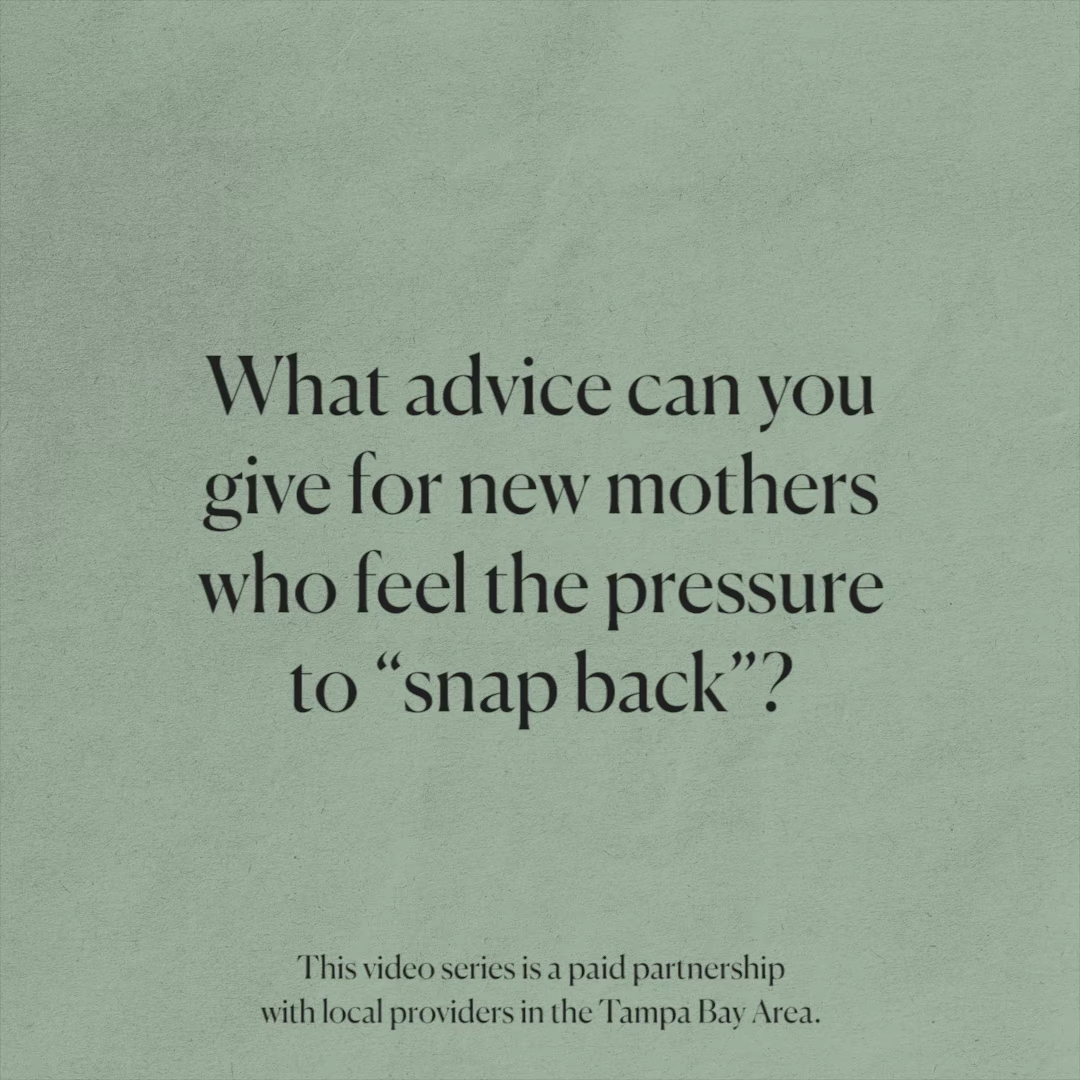 What advice can you
give for new mothers
who feel the pressure
to “snap back”?
This video series is a paid partnership
with local providers in the Tampa Bay Area.